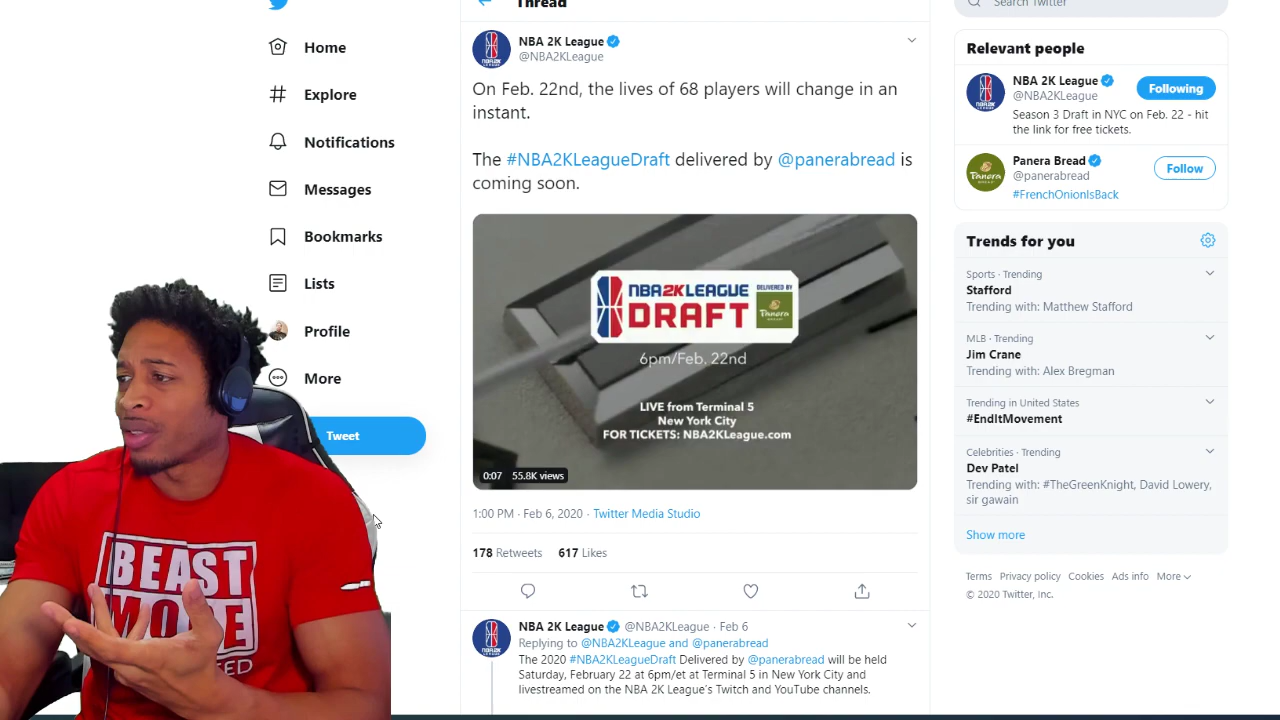 Thread
Home
Explore
Notifications
Messages
Bookmarks
Lists
Profile
More
Tweet
BEAST
MODE
NBA 2K League
@NBA2KLeague
On Feb. 22nd, the lives of 68 players will change in an
instant.
The #NBA2KLeagueDraft delivered by @panerabread is
coming soon.
NBA2KLEAGUE
DRAFT
DELIVERED BY
Panera
6pm/Feb. 22nd
LIVE from Terminal 5
New York City
FOR TICKETS: NBA2KLeague.com
0:07 55.8K views
1:00 PM · Feb 6, 2020 · Twitter Media Studio
178 Retweets 617 Likes
NBA 2K League @NBA2KLeague · Feb 6
Replying to @NBA2KLeague and @panerabread
The 2020 #NBA2KLeagueDraft Delivered by @panerabread will be held
Saturday, February 22 at 6pm/et at Terminal 5 in New York City and
livestreamed on the NBA 2K League's Twitch and YouTube channels.
Search Twitter
Relevant people
NBA 2K League
@NBA2KLeague
Following
Season 3 Draft in NYC on Feb. 22 - hit
the link for free tickets.
Panera Bread
@panerabread
Follow
#FrenchOnionIsBack
Trends for you
Sports · Trending
Stafford
Trending with: Matthew Stafford
MLB · Trending
Jim Crane
Trending with: Alex Bregman
Trending in United States
#EndItMovement
Celebrities · Trending
Dev Patel
Trending with: #TheGreenKnight, David Lowery,
sir gawain
Show more
Terms Privacy policy Cookies Ads info More
© 2020 Twitter, Inc.